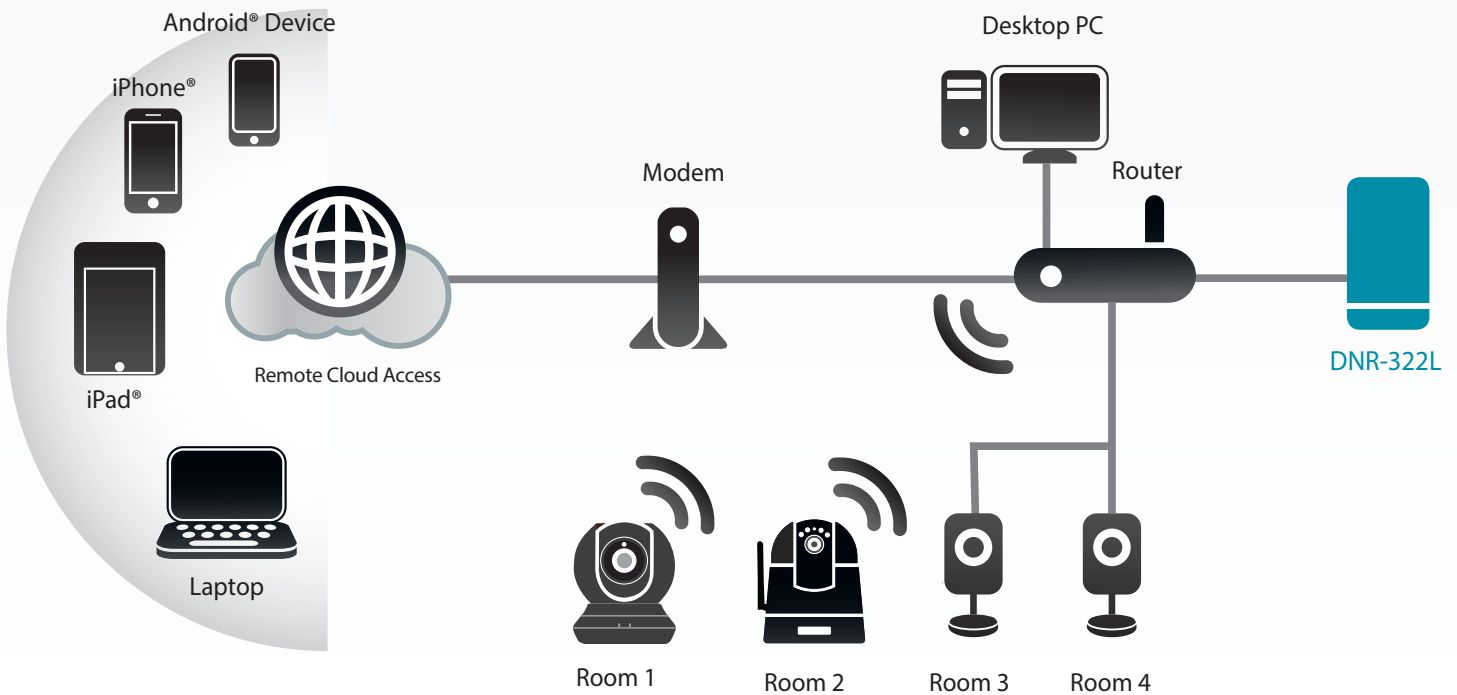 Android® Device
iPhone®
iPad®
Laptop
Remote Cloud Access
Modem
Desktop PC
Router
DNR-322L
Room 1
Room 2
Room 3
Room 4